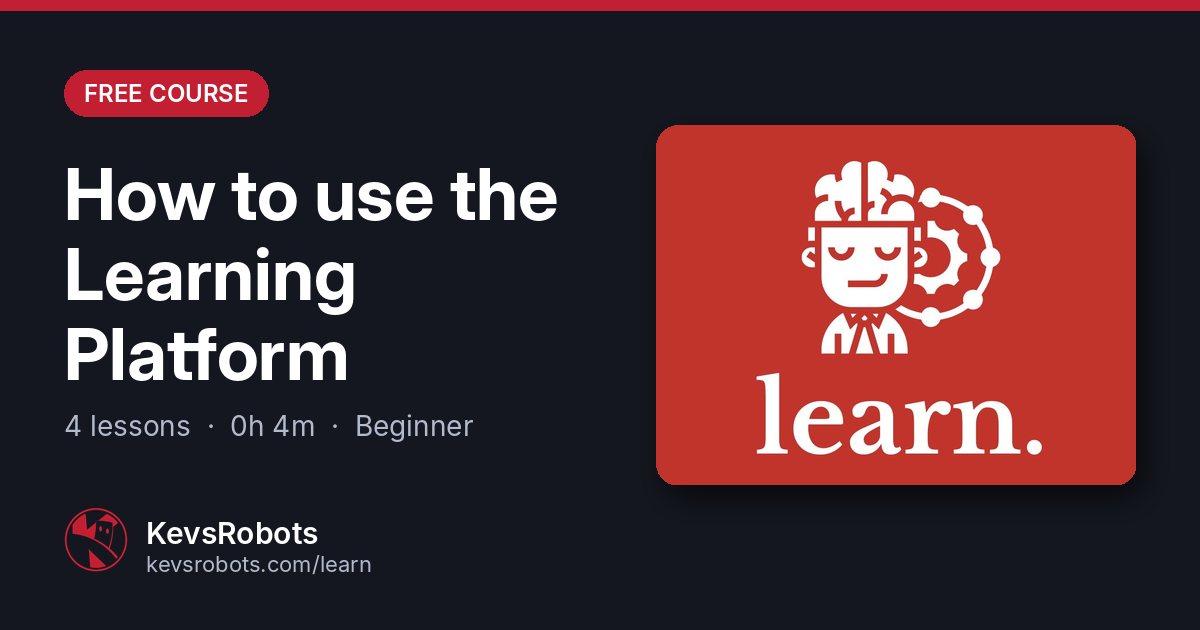 FREE COURSE
How to use the
Learning
Platform
4 lessons · 0h 4m · Beginner
KevsRobots
kevsrobots.com/learn
learn.